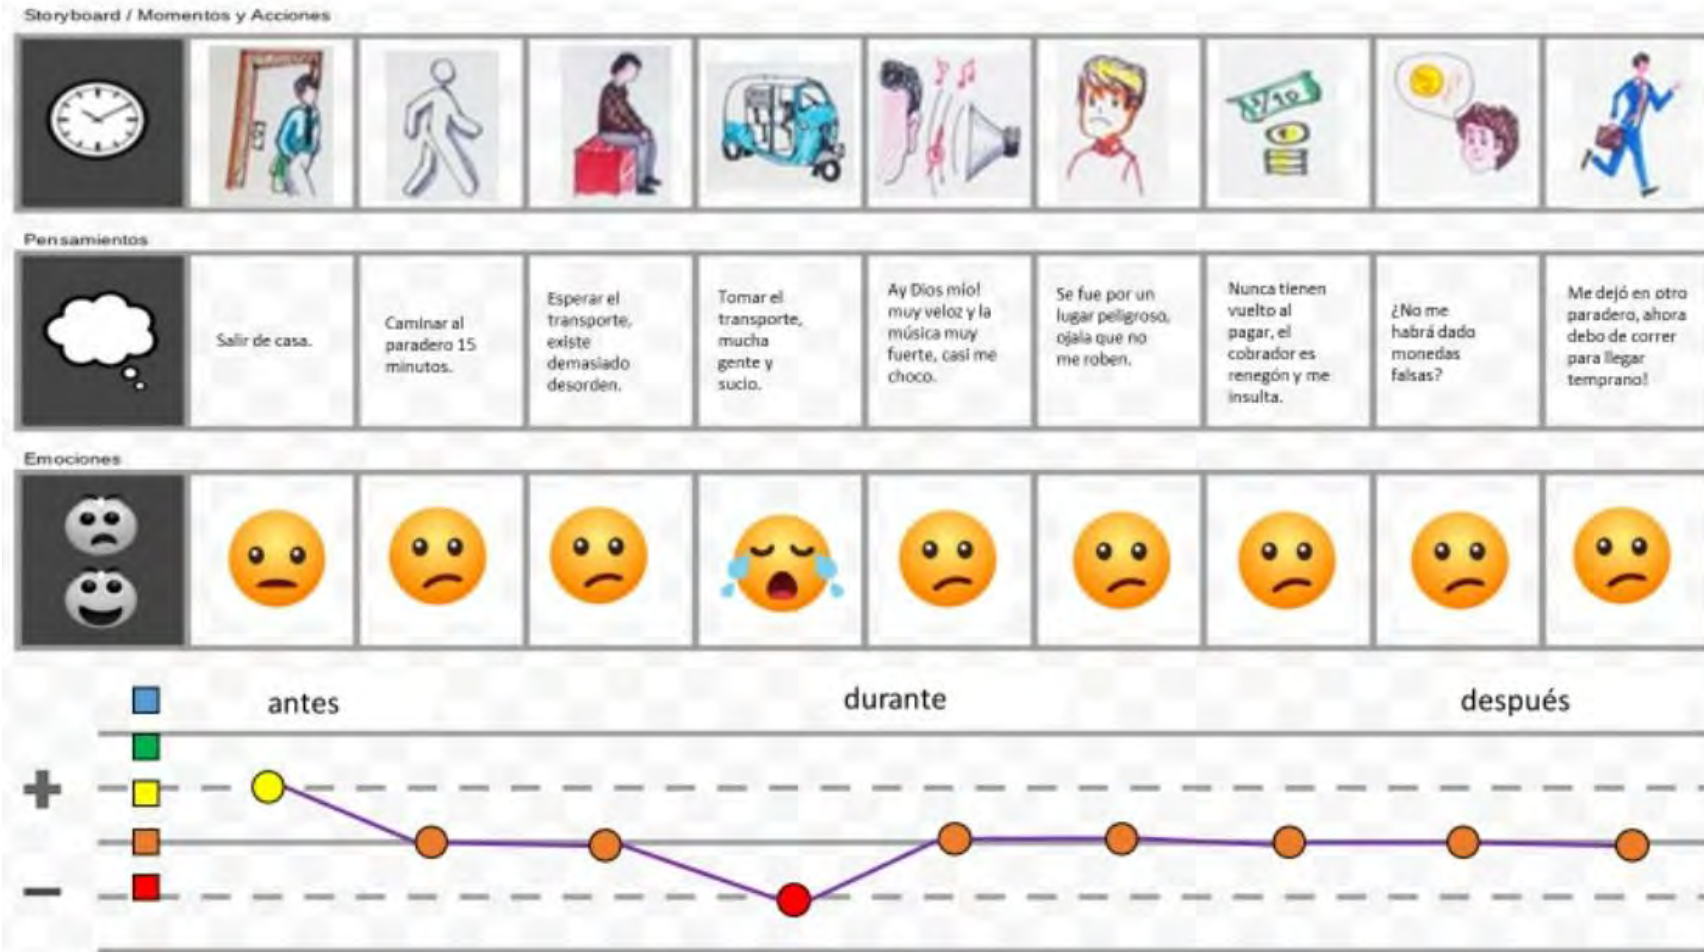 Storyboard / Momentos y Acciones
S/10
Pensamientos
Salir de casa.
Caminar al
paradero 15
minutos.
Esperar el
transporte,
existe
demasiado
desorden.
Tomar el
transporte,
mucha
gente y
sucio.
Ay Dios mío!
muy veloz y la
música muy
fuerte, casi me
choco.
Se fue por un
lugar peligroso,
ojala que no
me roben.
Nunca tienen
vuelto al
pagar, el
cobrador es
renegón y me
insulta.
¿No me
habrá dado
monedas
falsas?
Me dejó en otro
paradero, ahora
debo de correr
para llegar
temprano!
Emociones
antes
durante
después
+
−